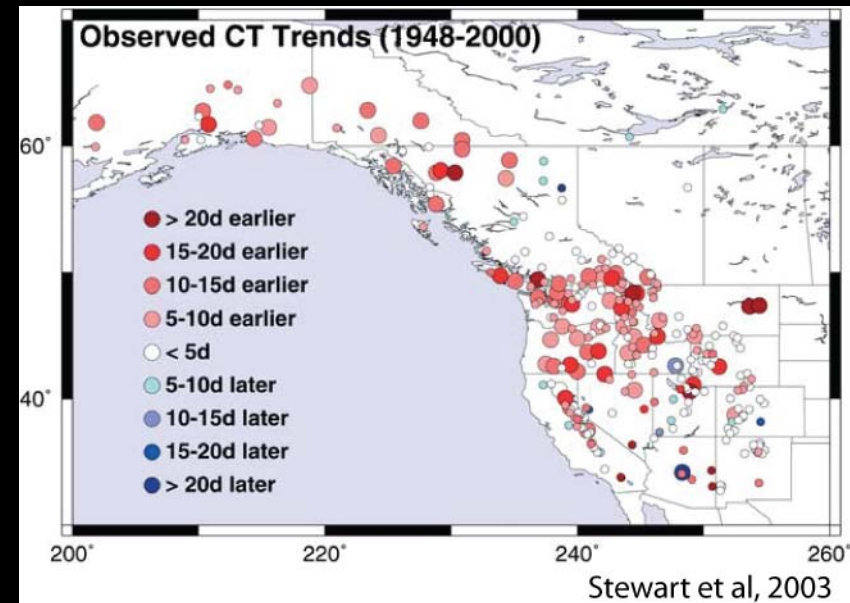 Observed CT Trends (1948-2000)
60°
> 20d earlier
15-20d earlier
10-15d earlier
5-10d earlier
< 5d
5-10d later
40°
10-15d later
15-20d later
> 20d later
200° 220° 240° 260°
Stewart et al, 2003